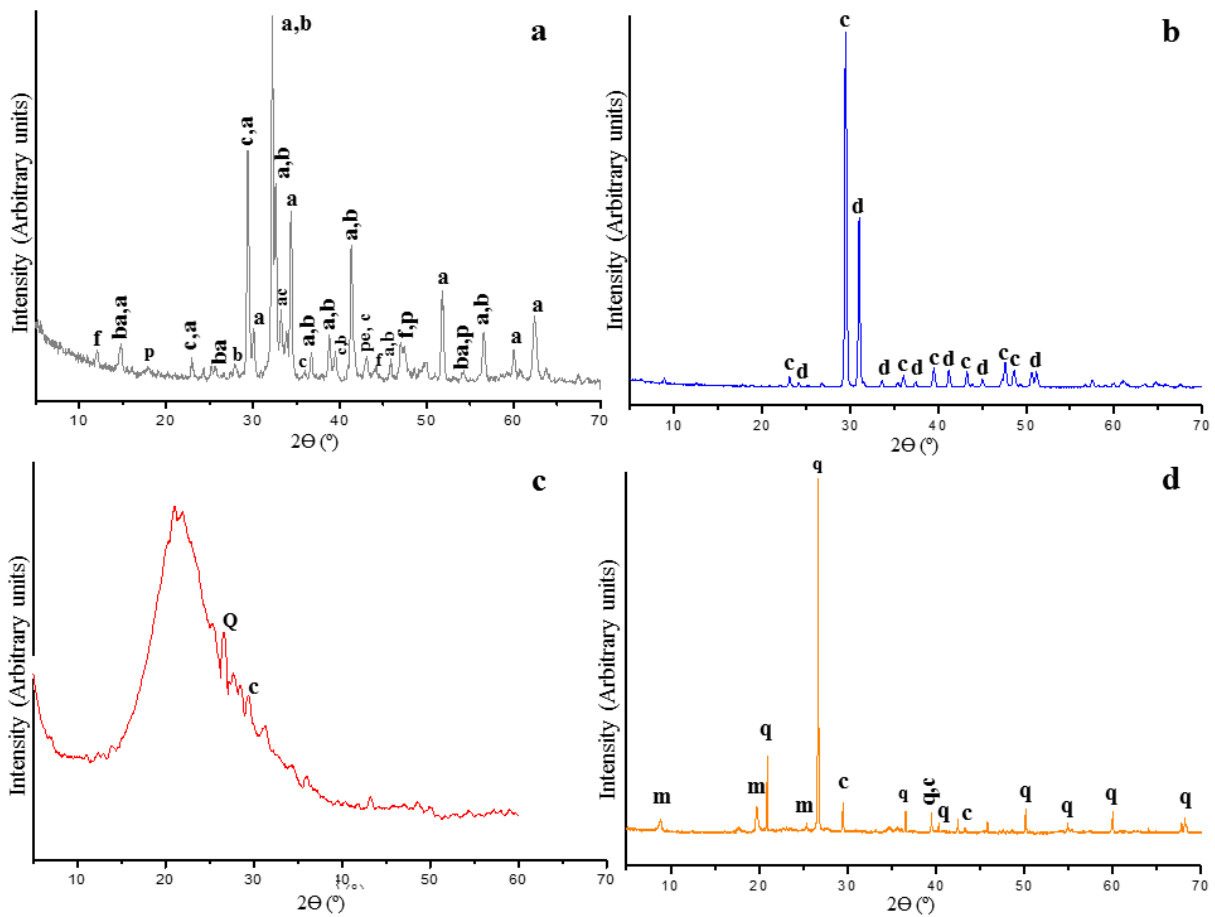 a
Intensity (Arbitrary units)
a,b
c,a
a,b
a
a,b
a
ac
a
f
ba,a
p
c,a
ba
b
a
c
a,b
a,b
c,b
pe, c
f
a,b
f,p
ba,p
a,b
a
10 20 30 40 50 60 70
2Θ (º)
b
Intensity (Arbitrary units)
c
d
c
d
d
c
d
c
d
c
d
c
c
d
10 20 30 40 50 60 70
2Θ (º)
c
Intensity (Arbitrary units)
Q
c
10 20 30 40 50 60 70
2Θ (º)
d
Intensity (Arbitrary units)
q
q
m
m
m
c
q
q,c
q
c
q
q
q
q
10 20 30 40 50 60 70
2Θ (º)